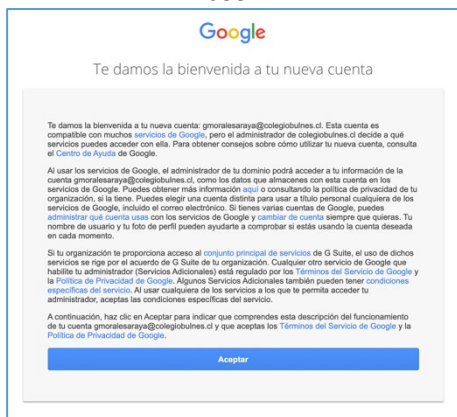 Google
Te damos la bienvenida a tu nueva cuenta
Te damos la bienvenida a tu nueva cuenta: gmoralesaraya@colegiobulnes.cl. Esta cuenta es
compatible con muchos servicios de Google, pero el administrador de colegiobulnes.cl decide a qué
servicios puedes acceder con ella. Para obtener consejos sobre cómo utilizar tu nueva cuenta, consulta
el Centro de Ayuda de Google.
Al usar los servicios de Google, el administrador de tu dominio podrá acceder a tu información de la
cuenta gmoralesaraya@colegiobulnes.cl, como los datos que almacenes con esta cuenta en los
servicios de Google. Puedes obtener más información aquí o consultando la política de privacidad de tu
organización, si la tiene. Puedes elegir una cuenta distinta para usar a título personal cualquiera de los
servicios de Google, incluido el correo electrónico. Si tienes varias cuentas de Google, puedes
administrar qué cuenta usas con los servicios de Google y cambiar de cuenta siempre que quieras. Tu
nombre de usuario y tu foto de perfil pueden ayudarte a comprobar si estás usando la cuenta deseada
en cada momento.
Si tu organización te proporciona acceso al conjunto principal de servicios de G Suite, el uso de dichos
servicios se rige por el acuerdo de G Suite de tu organización. Cualquier otro servicio de Google que
habilite tu administrador (Servicios Adicionales) está regulado por los Términos del Servicio de Google y
la Política de Privacidad de Google. Algunos Servicios Adicionales también pueden tener condiciones
específicas del servicio. Al usar cualquiera de los servicios a los que te permita acceder tu
administrador, aceptas las condiciones específicas del servicio.
A continuación, haz clic en Aceptar para indicar que comprendes esta descripción del funcionamiento
de tu cuenta gmoralesaraya@colegiobulnes.cl y que aceptas los Términos del Servicio de Google y la
Política de Privacidad de Google.
Aceptar